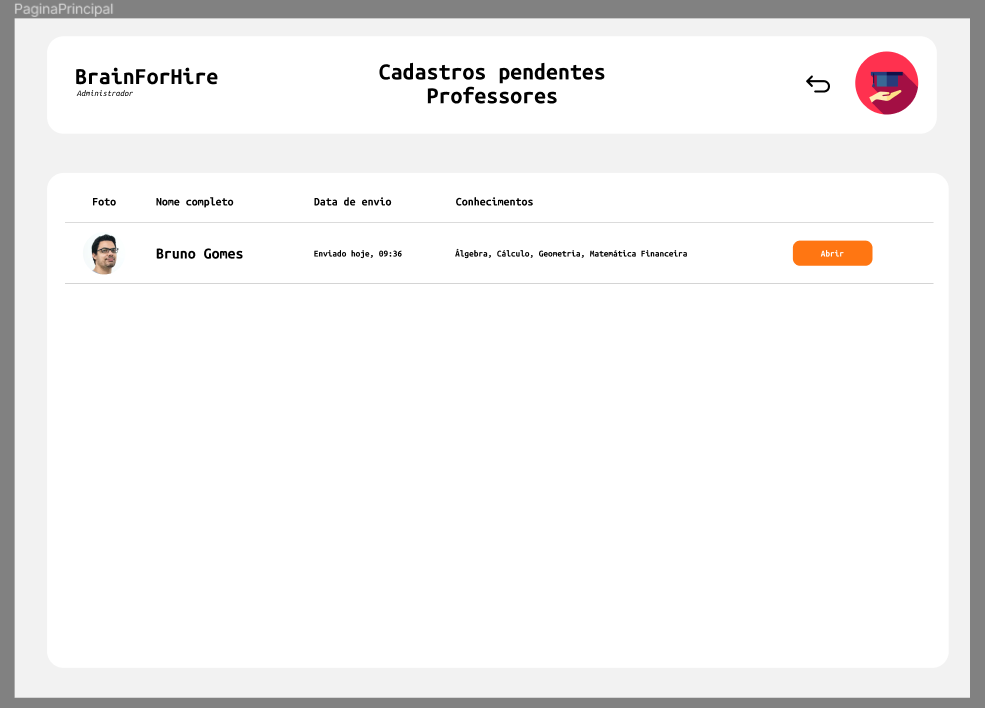 PaginaPrincipal
BrainForHire
Administrador
Cadastros pendentes
Professores
Foto Nome completo Data de envio Conhecimentos
Bruno Gomes Enviado hoje, 09:36 Álgebra, Cálculo, Geometria, Matemática Financeira Abrir